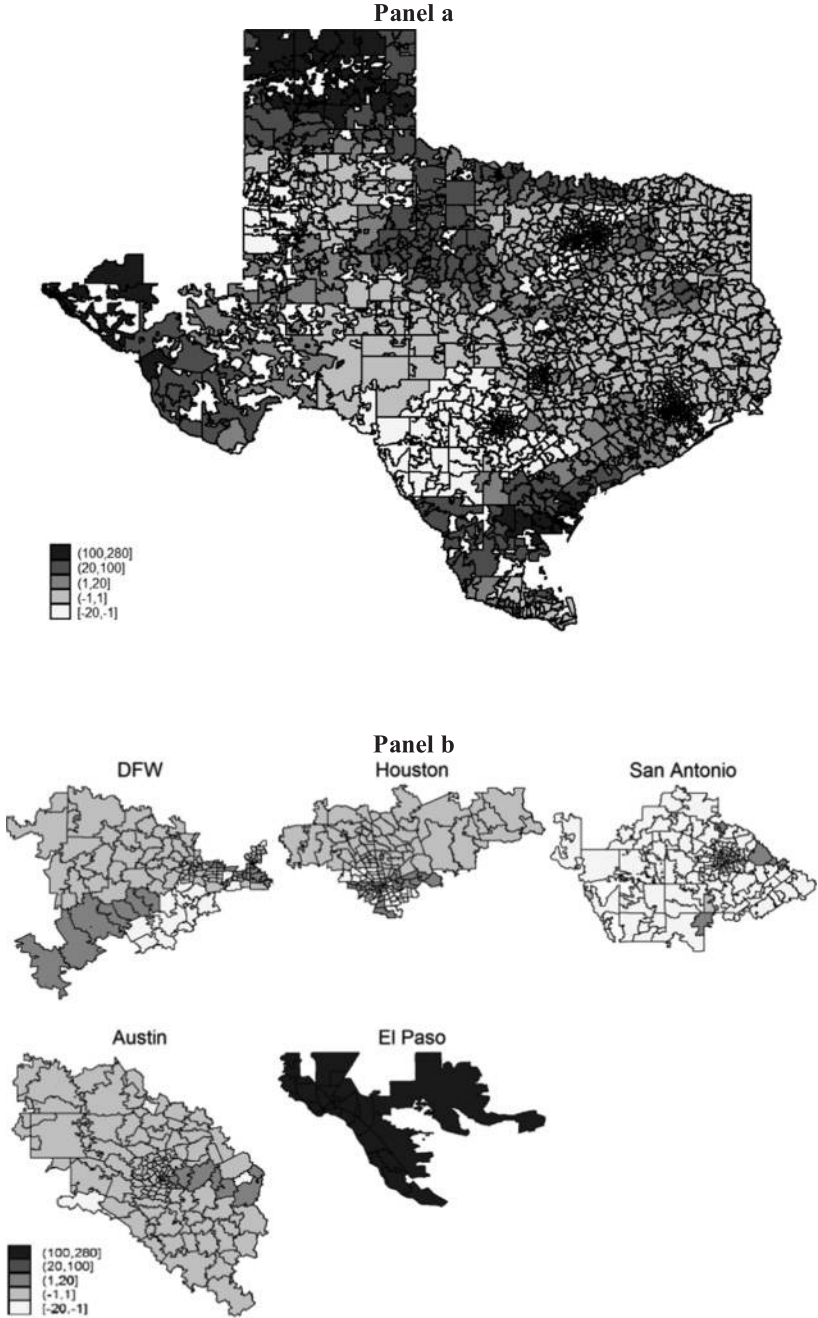 Panel a
(100,280]
(20,100]
(1,20]
(-1,1]
[-20,-1]
Panel b
DFW
Houston
San Antonio
Austin
El Paso
(100,280]
(20,100]
(1,20]
(-1,1]
[-20,-1]